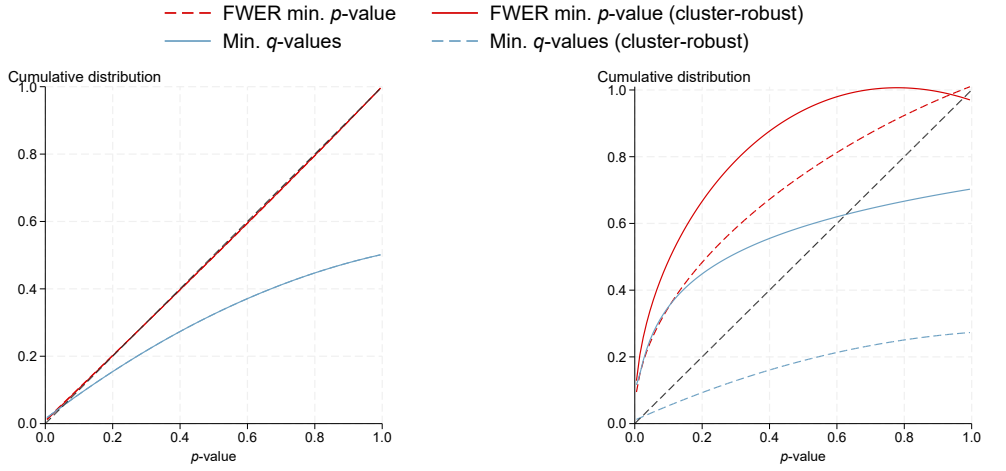 FWER min. p-value
FWER min. p-value (cluster-robust)
Min. q-values
Min. q-values (cluster-robust)
Cumulative distribution
1.0
0.8
0.6
0.4
0.2
0.0
0.0 0.2 0.4 0.6 0.8 1.0
p-value
Cumulative distribution
1.0
0.8
0.6
0.4
0.2
0.0
0.0 0.2 0.4 0.6 0.8 1.0
p-value